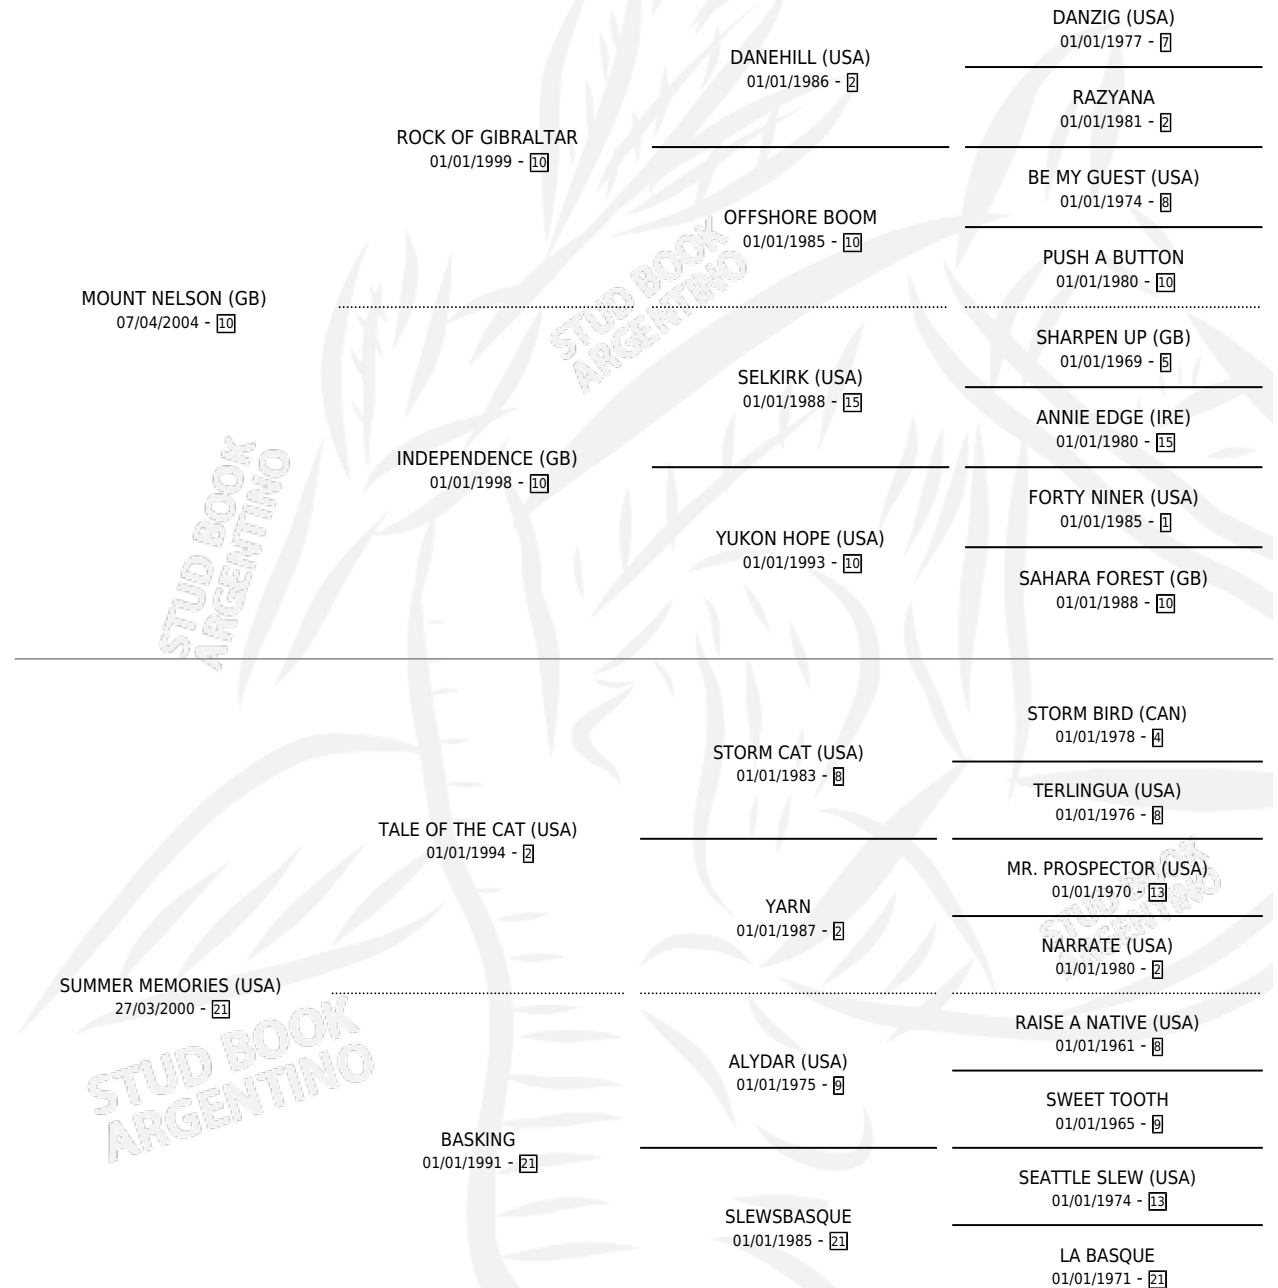 DANZIG (USA)
01/01/1977 - 7
DANEHILL (USA)
01/01/1986 - 2
RAZYANA
01/01/1981 - 2
ROCK OF GIBRALTAR
01/01/1999 - 10
BE MY GUEST (USA)
01/01/1974 - 8
OFFSHORE BOOM
01/01/1985 - 10
PUSH A BUTTON
01/01/1980 - 10
MOUNT NELSON (GB)
07/04/2004 - 10
SHARPEN UP (GB)
01/01/1969 - 5
SELKIRK (USA)
01/01/1988 - 15
ANNIE EDGE (IRE)
01/01/1980 - 15
INDEPENDENCE (GB)
01/01/1998 - 10
FORTY NINER (USA)
01/01/1985 - 1
YUKON HOPE (USA)
01/01/1993 - 10
SAHARA FOREST (GB)
01/01/1988 - 10
STORM BIRD (CAN)
01/01/1978 - 4
STORM CAT (USA)
01/01/1983 - 8
TERLINGUA (USA)
01/01/1976 - 8
TALE OF THE CAT (USA)
01/01/1994 - 2
MR. PROSPECTOR (USA)
01/01/1970 - 13
YARN
01/01/1987 - 2
NARRATE (USA)
01/01/1980 - 2
SUMMER MEMORIES (USA)
27/03/2000 - 21
RAISE A NATIVE (USA)
01/01/1961 - 8
ALYDAR (USA)
01/01/1975 - 9
SWEET TOOTH
01/01/1965 - 9
BASKING
01/01/1991 - 21
SEATTLE SLEW (USA)
01/01/1974 - 13
SLEWSBASQUE
01/01/1985 - 21
LA BASQUE
01/01/1971 - 21
STUD BOOK
ARGENTINO
STUD BOOK
ARGENTINO
STUD BOOK
ARGENTINO
STUD BOOK
ARGENTINO